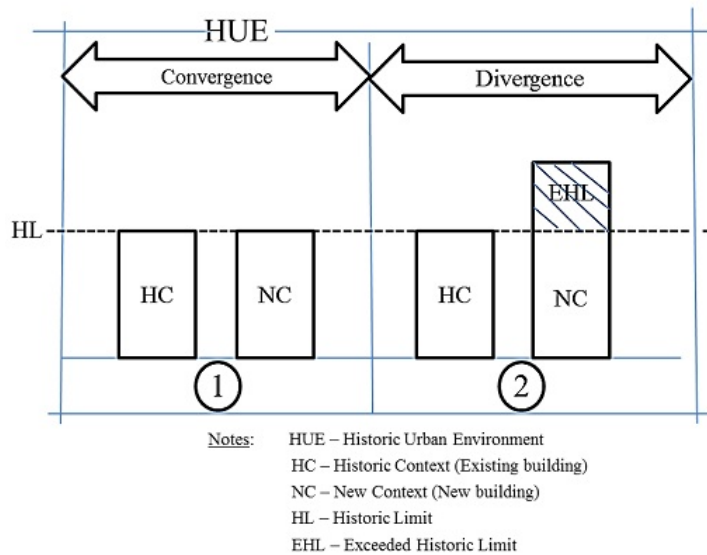 HUE
Convergence
Divergence
EHL
HL
HC
NC
HC
NC
1
2
Notes: HUE – Historic Urban Environment
HC – Historic Context (Existing building)
NC – New Context (New building)
HL – Historic Limit
EHL – Exceeded Historic Limit